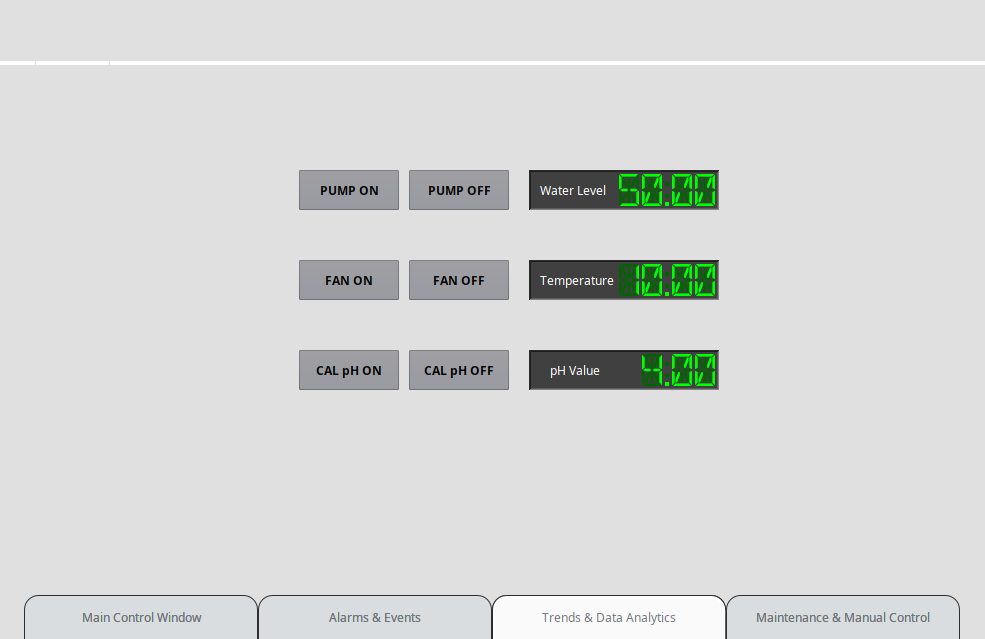 PUMP ON PUMP OFF Water Level 50.00
FAN ON FAN OFF Temperature 10.00
CAL pH ON CAL pH OFF pH Value 4.00
Main Control Window Alarms & Events Trends & Data Analytics Maintenance & Manual Control